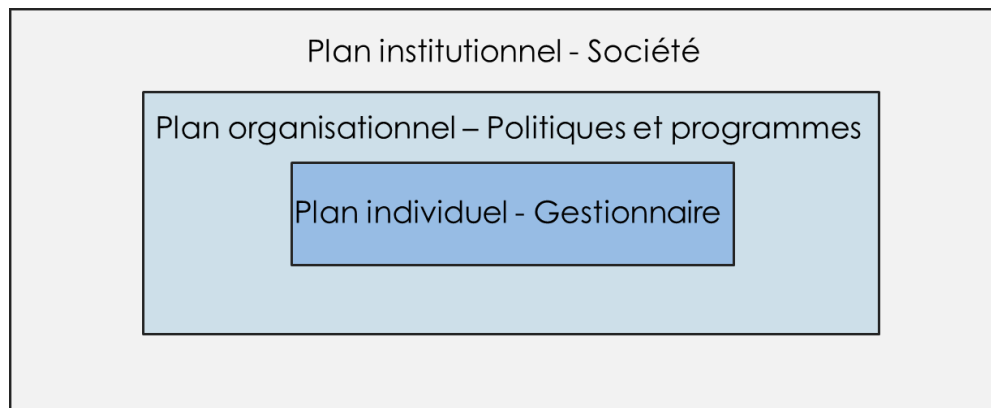 Plan institutionnel - Société
Plan organisationnel – Politiques et programmes
Plan individuel - Gestionnaire